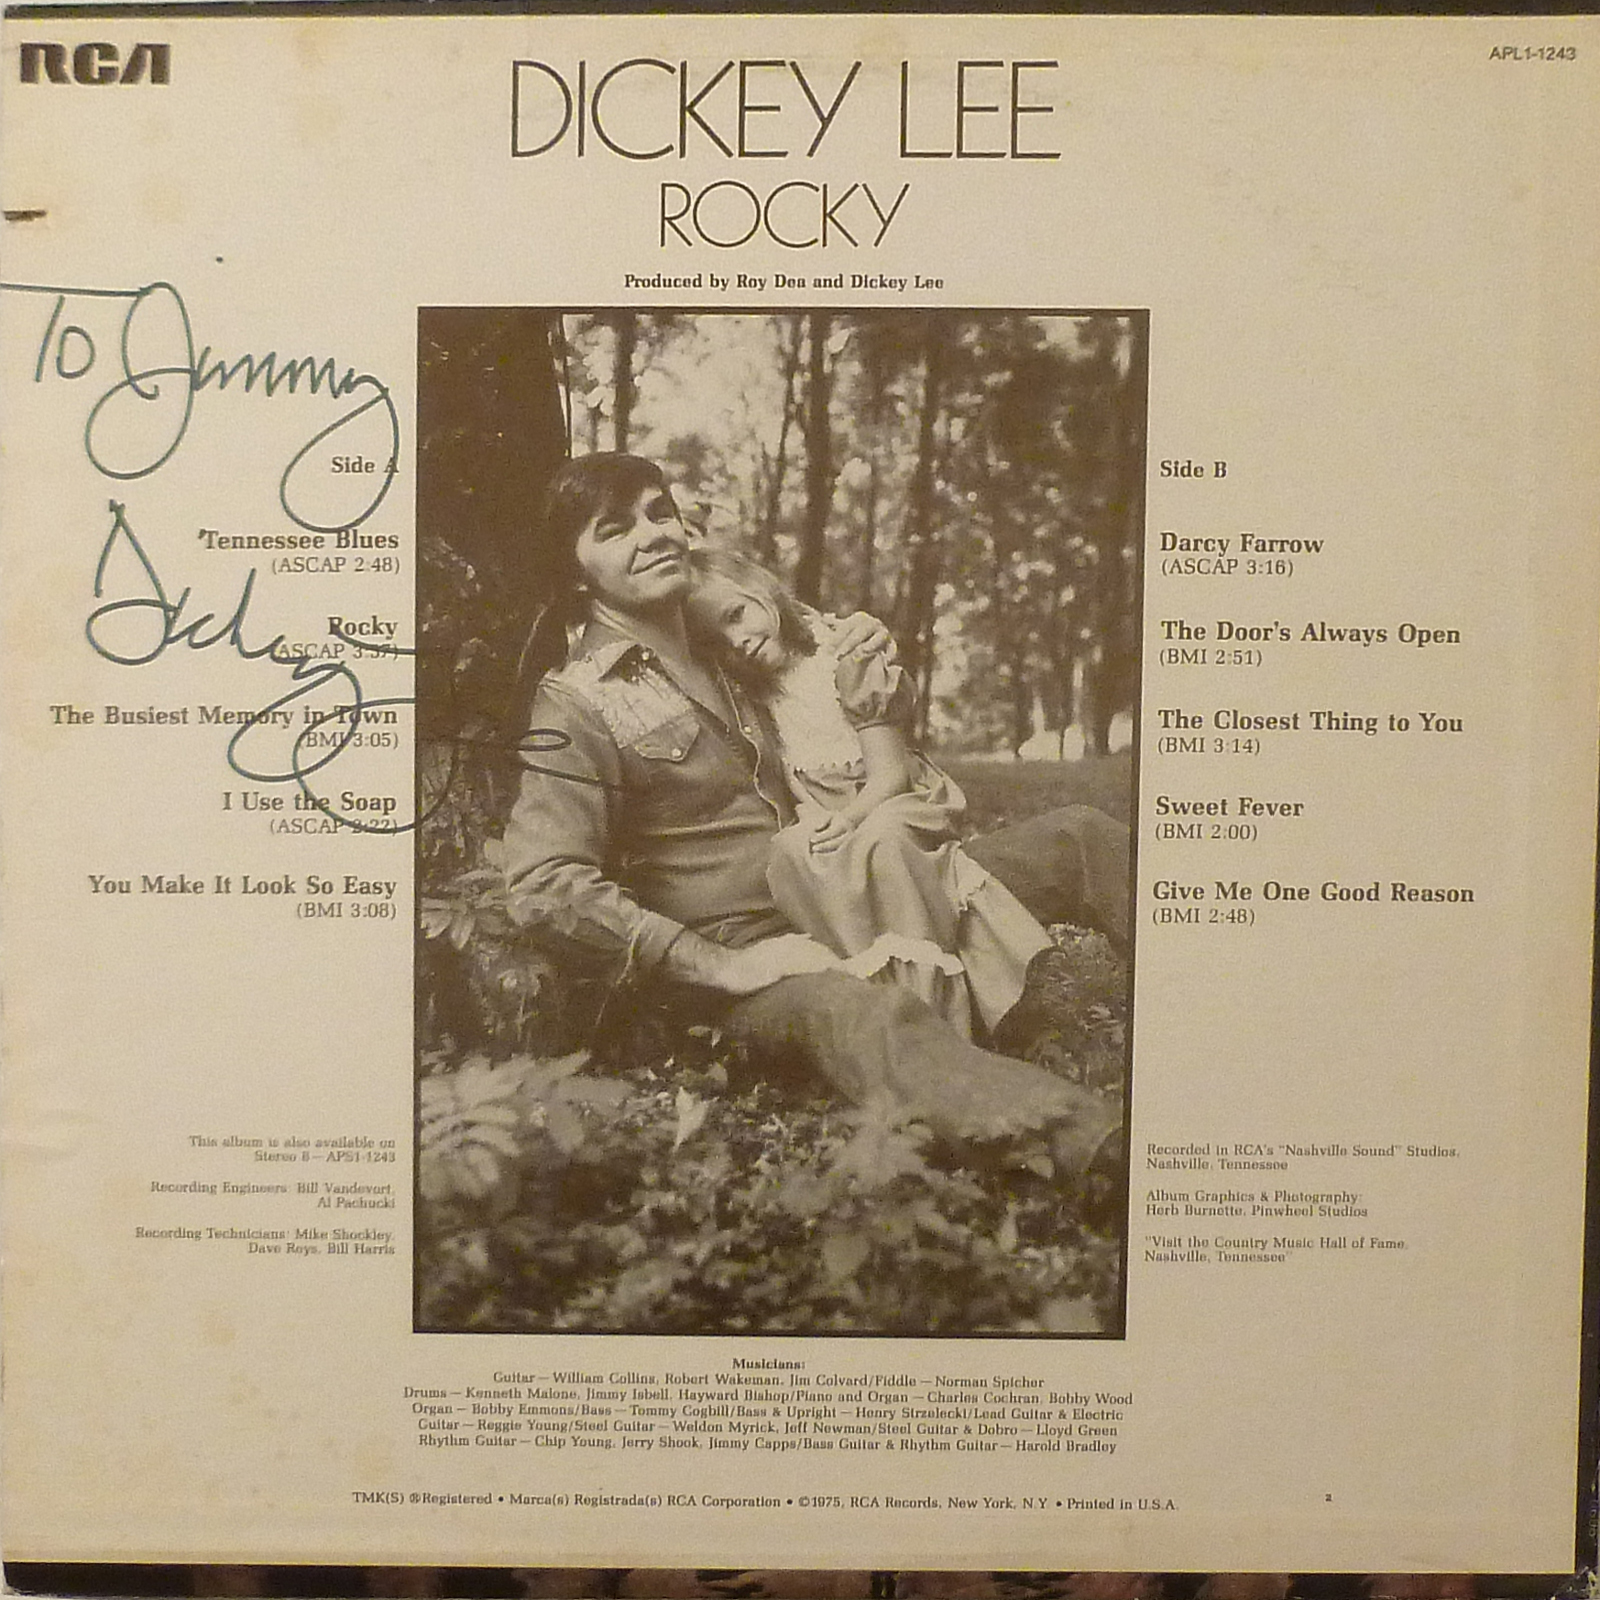 RCA
APL1-1243
DICKEY LEE
ROCKY
Produced by Roy Dea and Dickey Lee
To Jimmy
Dickey Lee
Side A
Tennessee Blues
(ASCAP 2:48)
Rocky
(ASCAP 3:37)
The Busiest Memory in Town
(BMI 3:05)
I Use the Soap
(ASCAP 2:22)
You Make It Look So Easy
(BMI 3:08)
Side B
Darcy Farrow
(ASCAP 3:16)
The Door's Always Open
(BMI 2:51)
The Closest Thing to You
(BMI 3:14)
Sweet Fever
(BMI 2:00)
Give Me One Good Reason
(BMI 2:48)
This album is also available on
Stereo 8—APS1-1243
Recording Engineers: Bill Vandevort,
Al Pachucki
Recording Technicians: Mike Shockley,
Dave Roys, Bill Harris
Recorded in RCA's "Nashville Sound" Studios,
Nashville, Tennessee
Album Graphics & Photography:
Herb Burnette, Pinwheel Studios
"Visit the Country Music Hall of Fame,
Nashville, Tennessee"
Musicians:
Guitar—William Collins, Robert Wakeman, Jim Colvard/Fiddle—Norman Spicher
Drums—Kenneth Malone, Jimmy Isbell, Hayward Bishop/Piano and Organ—Charles Cochran, Bobby Wood
Organ—Bobby Emmons/Bass—Tommy Cogbill/Bass & Upright—Henry Strzelecki/Lead Guitar & Electric
Guitar—Reggie Young/Steel Guitar—Weldon Myrick, Jeff Newman/Steel Guitar & Dobro—Lloyd Green
Rhythm Guitar—Chip Young, Jerry Shook, Jimmy Capps/Bass Guitar & Rhythm Guitar—Harold Bradley
TMK(S) ®Registered • Marca(s) Registrada(s) RCA Corporation • ©1975, RCA Records, New York, N.Y. • Printed in U.S.A.
2